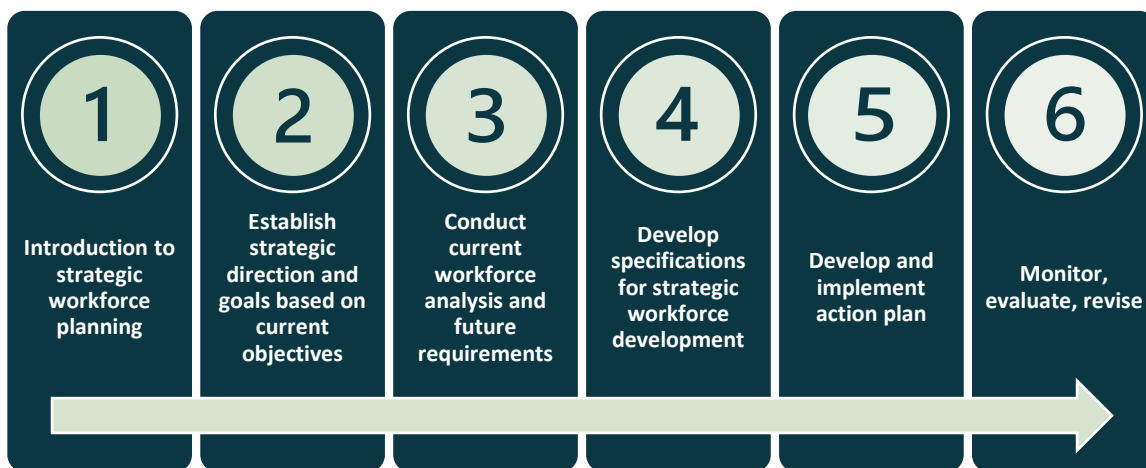 1
Introduction to
strategic
workforce
planning
2
Establish
strategic
direction and
goals based on
current
objectives
3
Conduct
current
workforce
analysis and
future
requirements
4
Develop
specifications
for strategic
workforce
development
5
Develop and
implement
action plan
6
Monitor,
evaluate, revise